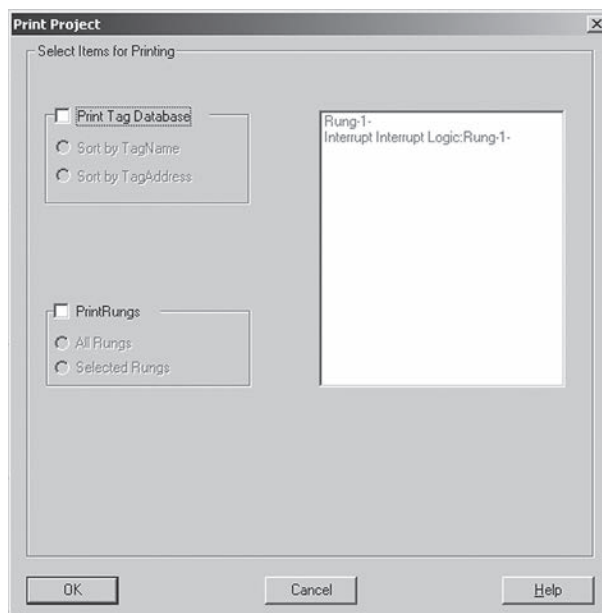 Print Project
Select Items for Printing
Print Tag Database
Sort by TagName
Sort by TagAddress
Rung-1-
Interrupt Interrupt Logic:Rung-1-
PrintRungs
All Rungs
Selected Rungs
OK
Cancel
Help